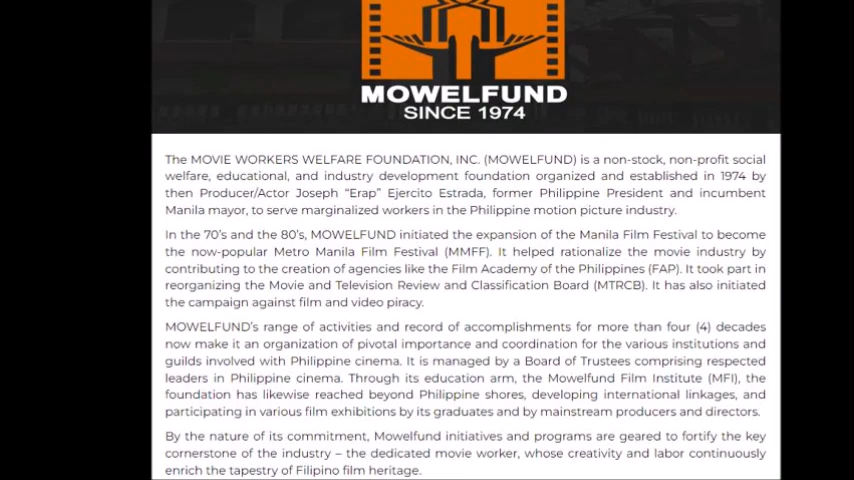 MOWELFUND
SINCE 1974
The MOVIE WORKERS WELFARE FOUNDATION, INC. (MOWELFUND) is a non-stock, non-profit social
welfare, educational, and industry development foundation organized and established in 1974 by
then Producer/Actor Joseph “Erap” Ejercito Estrada, former Philippine President and incumbent
Manila mayor, to serve marginalized workers in the Philippine motion picture industry.
In the 70’s and the 80’s, MOWELFUND initiated the expansion of the Manila Film Festival to become
the now-popular Metro Manila Film Festival (MMFF). It helped rationalize the movie industry by
contributing to the creation of agencies like the Film Academy of the Philippines (FAP). It took part in
reorganizing the Movie and Television Review and Classification Board (MTRCB). It has also initiated
the campaign against film and video piracy.
MOWELFUND’s range of activities and record of accomplishments for more than four (4) decades
now make it an organization of pivotal importance and coordination for the various institutions and
guilds involved with Philippine cinema. It is managed by a Board of Trustees comprising respected
leaders in Philippine cinema. Through its education arm, the Mowelfund Film Institute (MFI), the
foundation has likewise reached beyond Philippine shores, developing international linkages, and
participating in various film exhibitions by its graduates and by mainstream producers and directors.
By the nature of its commitment, Mowelfund initiatives and programs are geared to fortify the key
cornerstone of the industry – the dedicated movie worker, whose creativity and labor continuously
enrich the tapestry of Filipino film heritage.